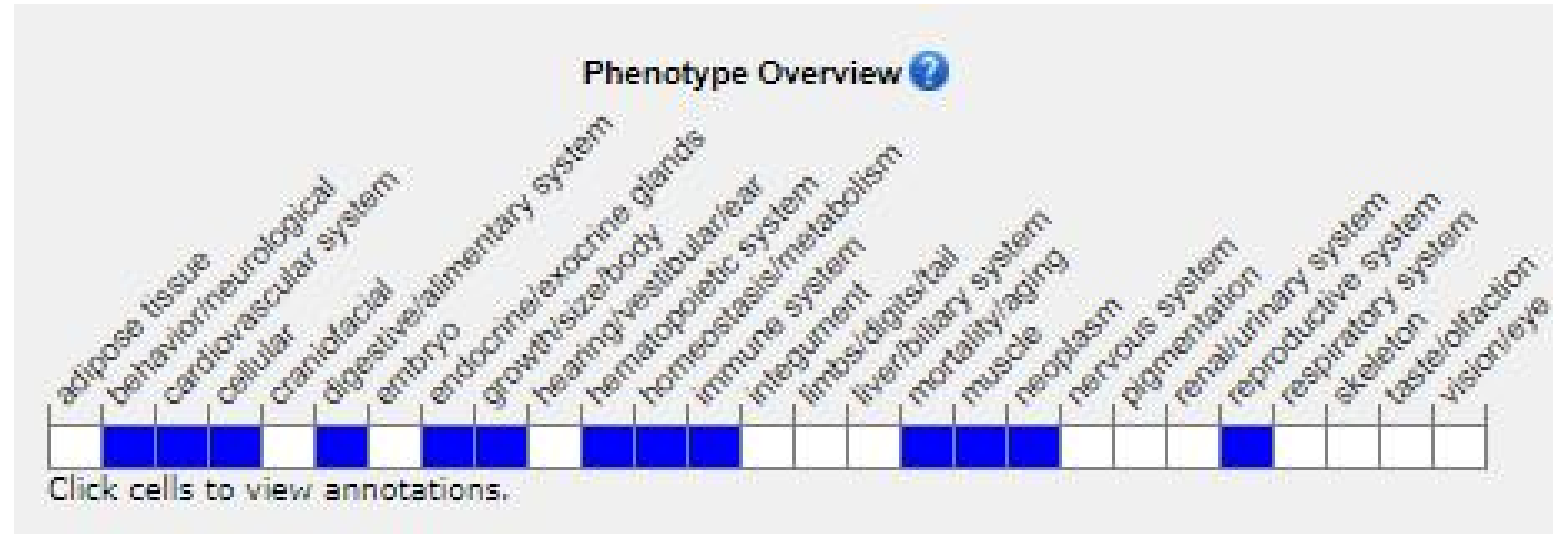 Phenotype Overview ?
adipose tissue
behavior/neurological
cardiovascular system
cellular
craniofacial
digestive/alimentary system
embryo
endocrine/exocrine glands
growth/size/body
hearing/vestibular/ear
hematopoietic system
homeostasis/metabolism
immune system
integument
limbs/digits/tail
liver/biliary system
mortality/aging
muscle
neoplasm
nervous system
pigmentation
renal/urinary system
reproductive system
respiratory system
skeleton
taste/olfaction
vision/eye
Click cells to view annotations.